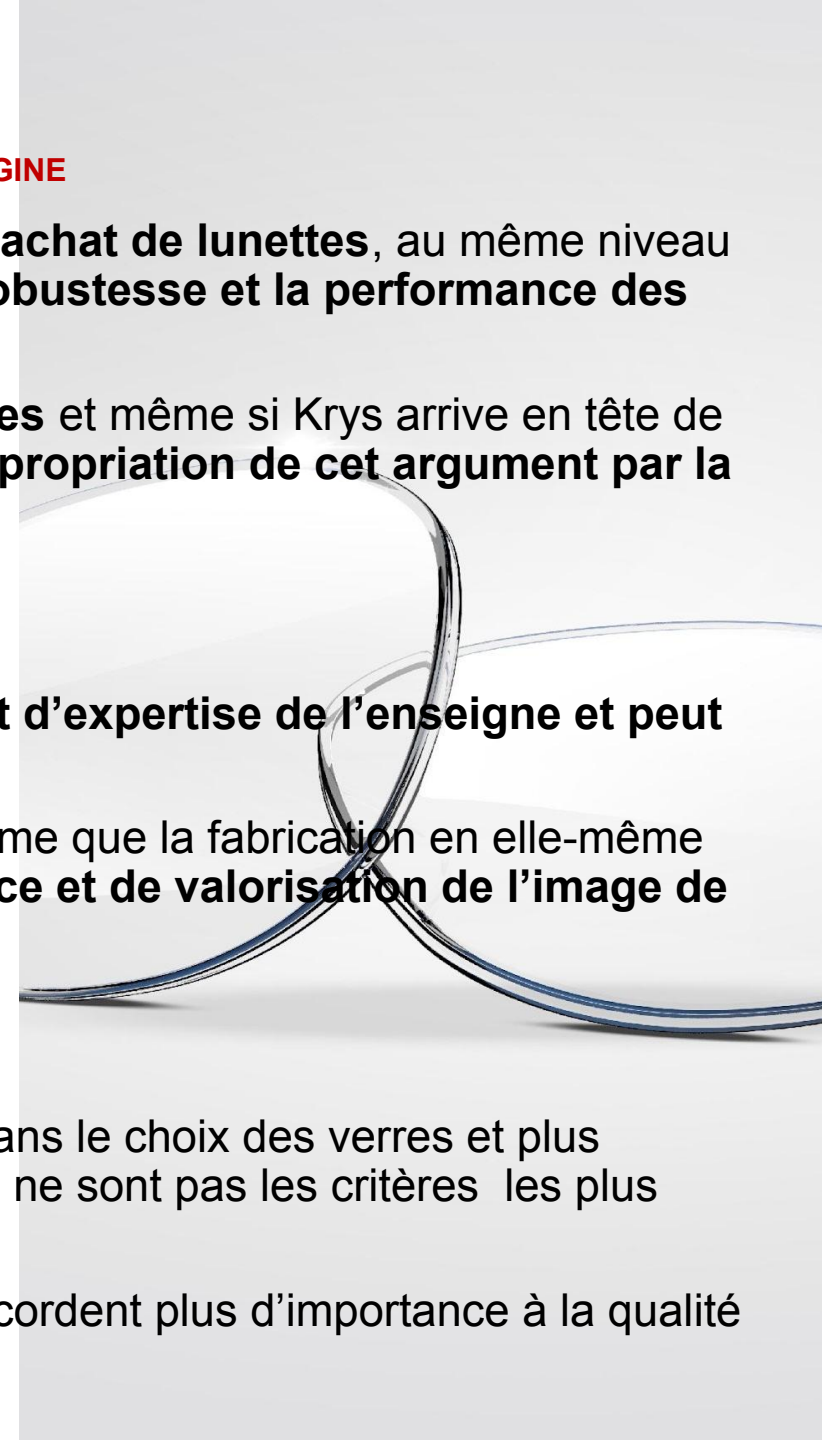 GINE
achat de lunettes, au même niveau
obustesse et la performance des
es et même si Krys arrive en tête de
propriation de cet argument par la
t d’expertise de l’enseigne et peut
me que la fabrication en elle-même
ce et de valorisation de l’image de
ans le choix des verres et plus
ne sont pas les critères  les plus
cordent plus d’importance à la qualité